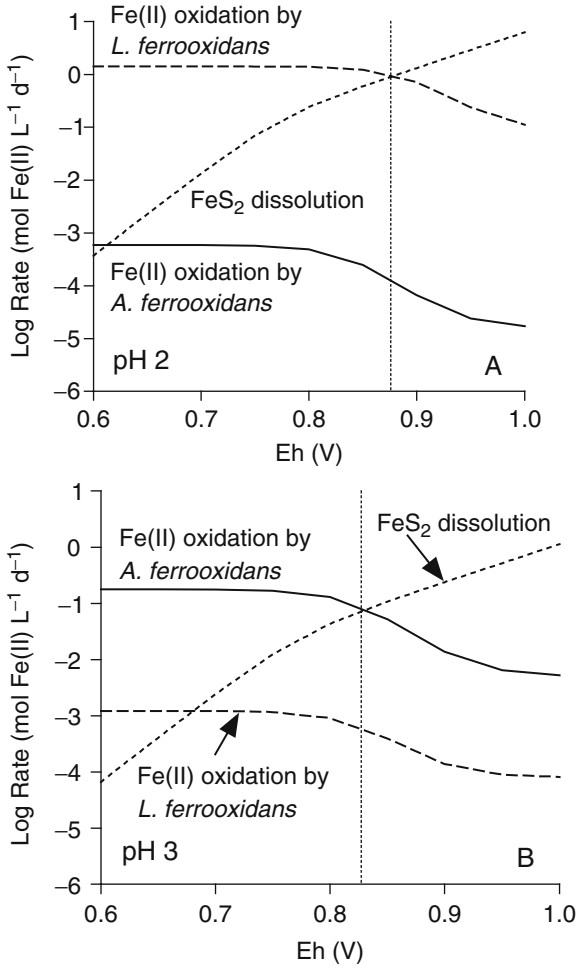 Fe(II) oxidation by
L. ferrooxidans
1
0
−1
−2
−3
−4
−5
−6
Log Rate (mol Fe(II) L⁻¹ d⁻¹)
FeS₂ dissolution
Fe(II) oxidation by
A. ferrooxidans
pH 2
A
0.6 0.7 0.8 0.9 1.0
Eh (V)
1
0
−1
−2
−3
−4
−5
−6
Log Rate (mol Fe(II) L⁻¹ d⁻¹)
FeS₂ dissolution
Fe(II) oxidation by
A. ferrooxidans
Fe(II) oxidation by
L. ferrooxidans
pH 3
B
0.6 0.7 0.8 0.9 1.0
Eh (V)